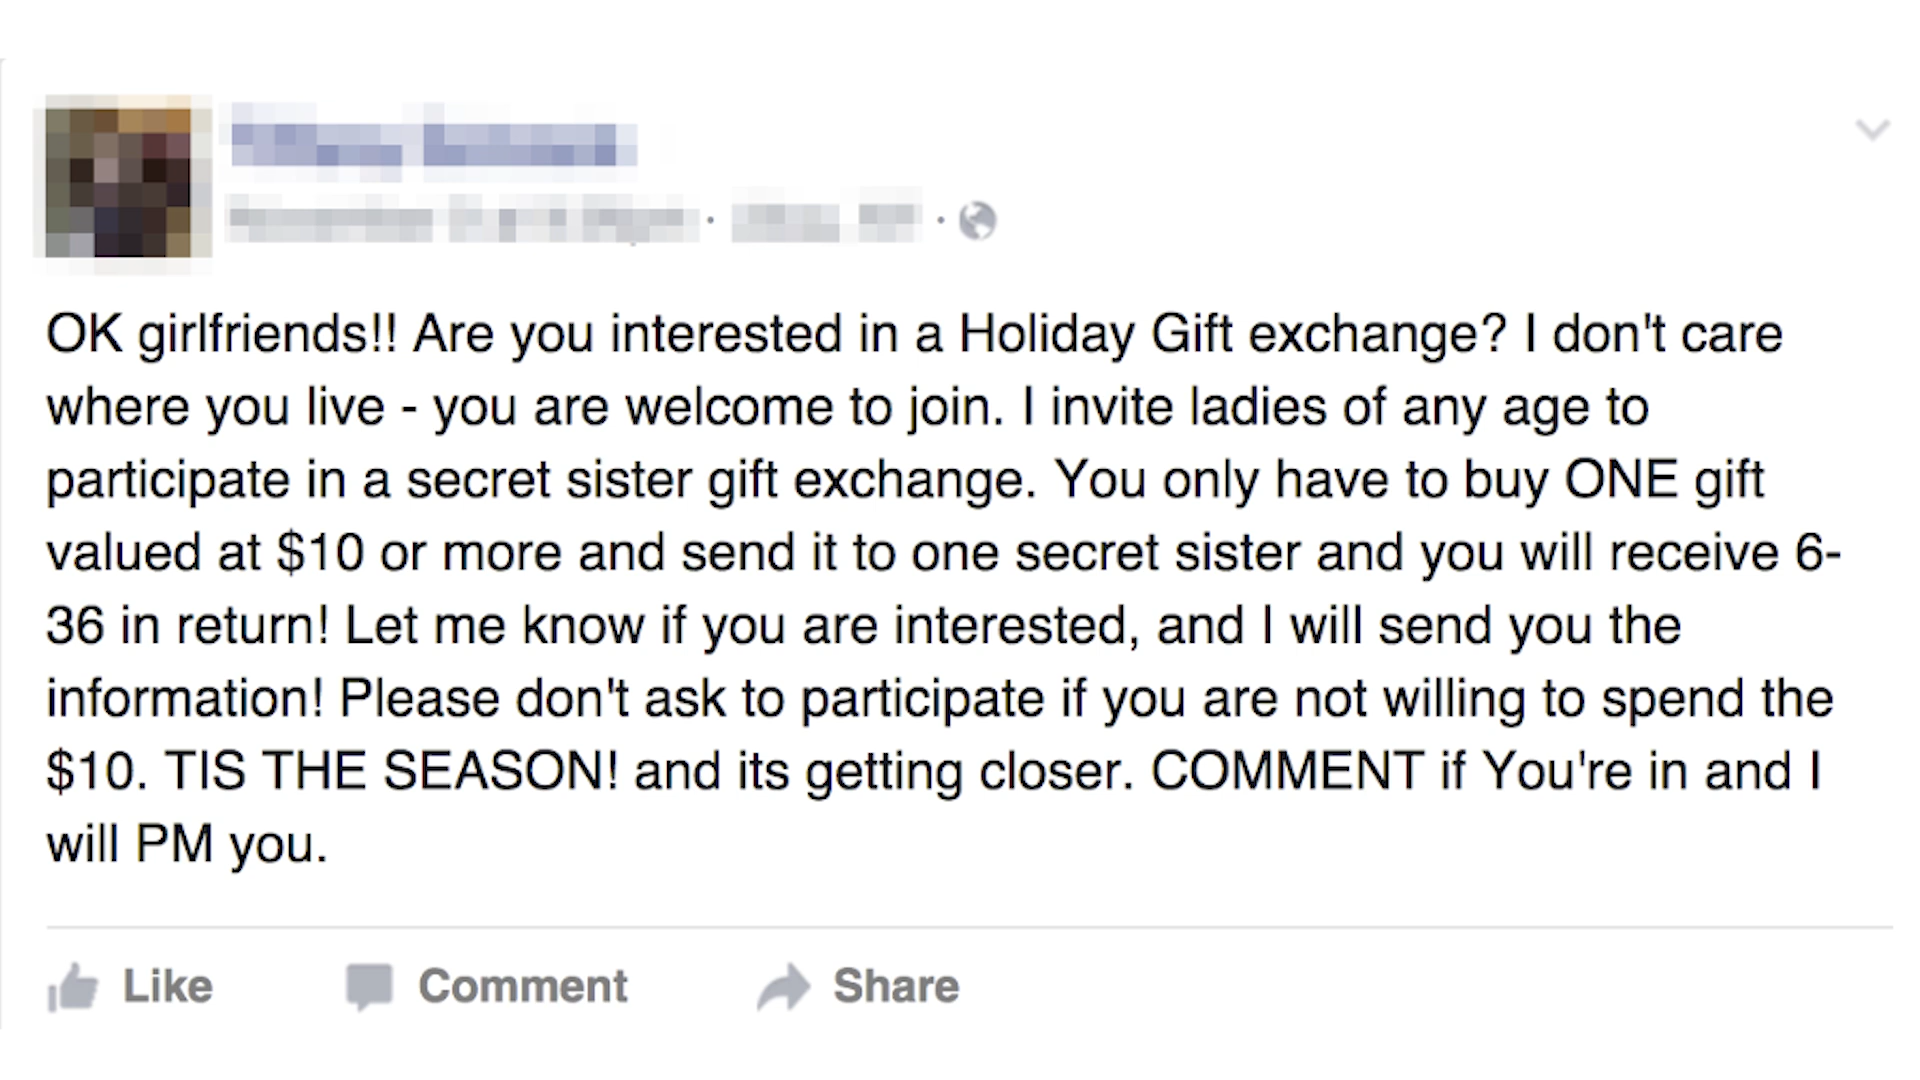 OK girlfriends!! Are you interested in a Holiday Gift exchange? I don't care
where you live - you are welcome to join. I invite ladies of any age to
participate in a secret sister gift exchange. You only have to buy ONE gift
valued at $10 or more and send it to one secret sister and you will receive 6-
36 in return! Let me know if you are interested, and I will send you the
information! Please don't ask to participate if you are not willing to spend the
$10. TIS THE SEASON! and its getting closer. COMMENT if You're in and I
will PM you.
Like Comment Share